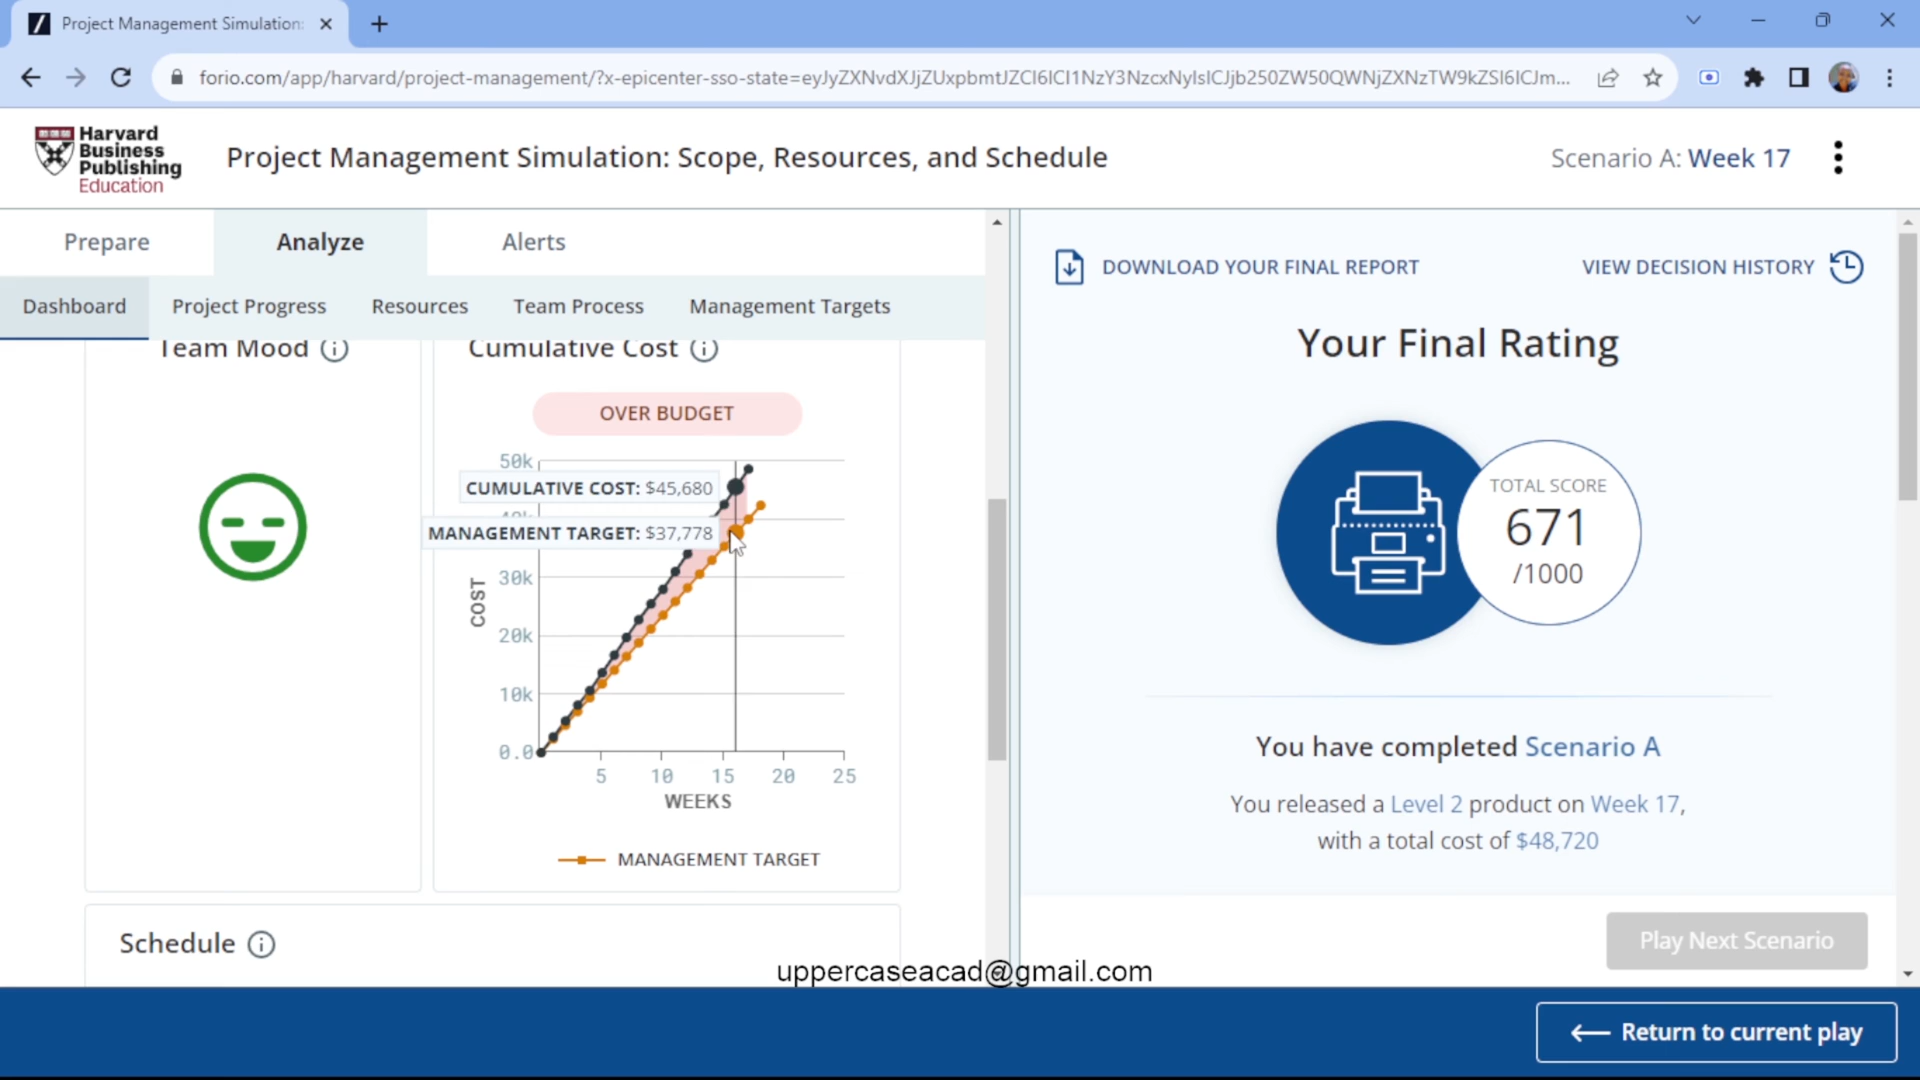 Project Management Simulation:
forio.com/app/harvard/project-management/?x-epicenter-sso-state=eyJyZXNvdXJjZUxpbmtJZCI6ICI1NzY3NzcxNyIsICJjb250ZW50QWNjZXNzTW9kZSI6ICJm...
Harvard
Business
Publishing
Education
Project Management Simulation: Scope, Resources, and Schedule
Scenario A: Week 17
Prepare
Analyze
Alerts
Dashboard
Project Progress
Resources
Team Process
Management Targets
Team Mood
Cumulative Cost
OVER BUDGET
50k
CUMULATIVE COST: $45,680
MANAGEMENT TARGET: $37,778
30k
20k
10k
0.0
COST
5 10 15 20 25
WEEKS
MANAGEMENT TARGET
Schedule
DOWNLOAD YOUR FINAL REPORT
VIEW DECISION HISTORY
Your Final Rating
TOTAL SCORE
671
/1000
You have completed Scenario A
You released a Level 2 product on Week 17,
with a total cost of $48,720
Play Next Scenario
uppercaseacad@gmail.com
Return to current play